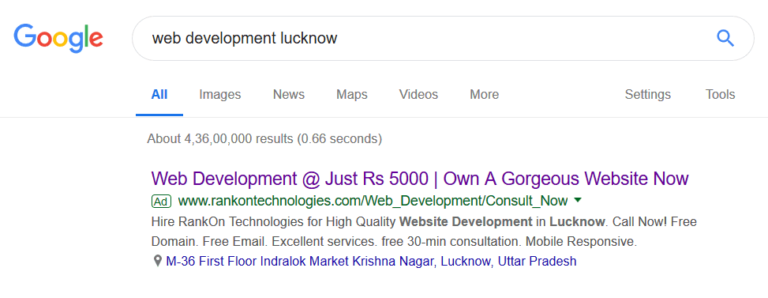 Google
web development lucknow
All Images News Maps Videos More Settings Tools
About 4,36,00,000 results (0.66 seconds)
Web Development @ Just Rs 5000 | Own A Gorgeous Website Now
Ad www.rankontechnologies.com/Web_Development/Consult_Now
Hire RankOn Technologies for High Quality Website Development in Lucknow. Call Now! Free
Domain. Free Email. Excellent services. free 30-min consultation. Mobile Responsive.
M-36 First Floor Indralok Market Krishna Nagar, Lucknow, Uttar Pradesh